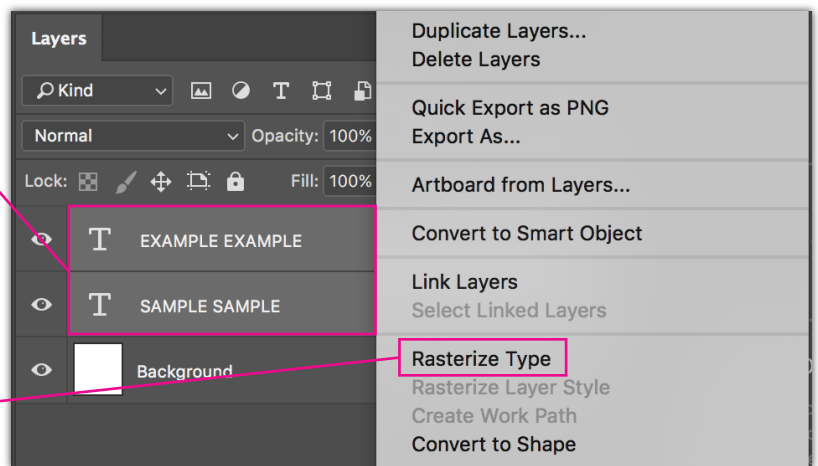 Layers
Kind
Normal
Opacity: 100%
Lock:
Fill: 100%
T EXAMPLE EXAMPLE
T SAMPLE SAMPLE
Background
Duplicate Layers...
Delete Layers
Quick Export as PNG
Export As...
Artboard from Layers...
Convert to Smart Object
Link Layers
Select Linked Layers
Rasterize Type
Rasterize Layer Style
Create Work Path
Convert to Shape